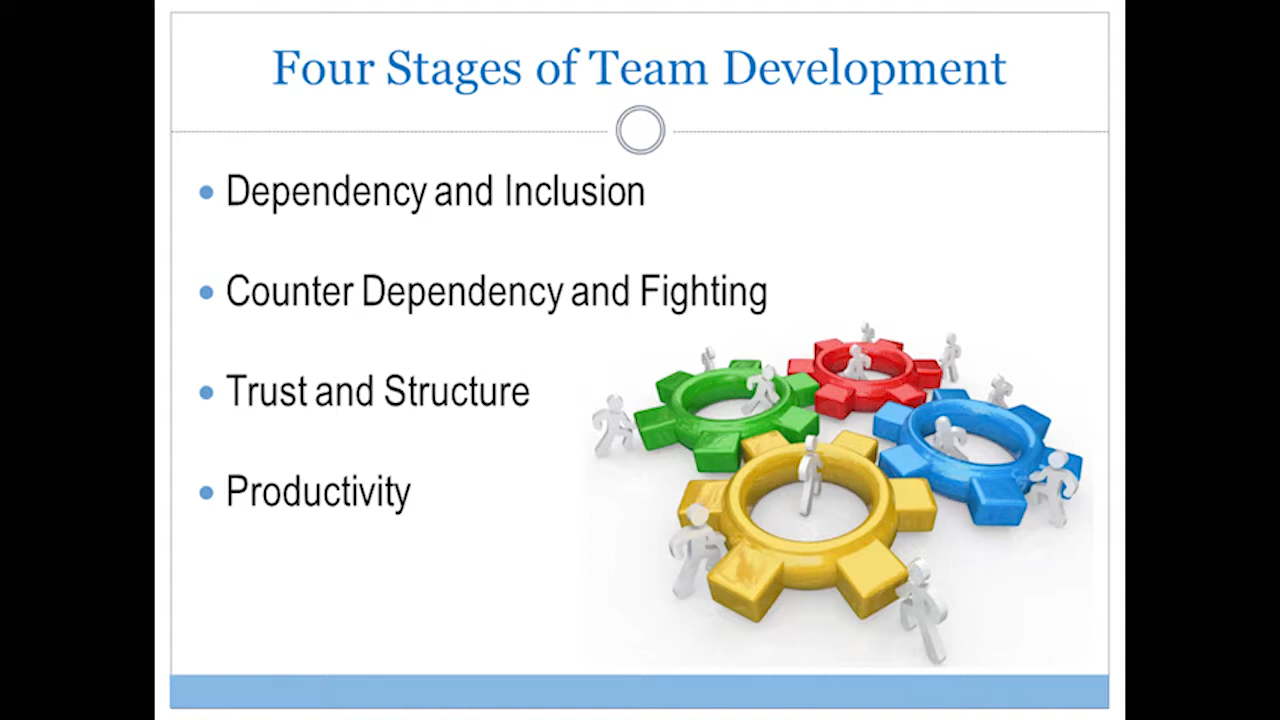 Four Stages of Team Development
Dependency and Inclusion
Counter Dependency and Fighting
Trust and Structure
Productivity